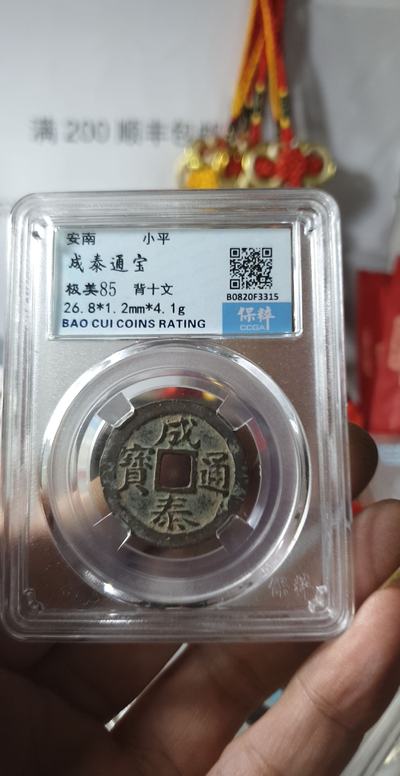 满 200 顺丰包邮
安南 小平
成泰通宝
极美85 背十文
26.8*1.2mm*4.1g
BAO CUI COINS RATING
B0820F3315
保粹
CCGA
成泰通寶
保粹